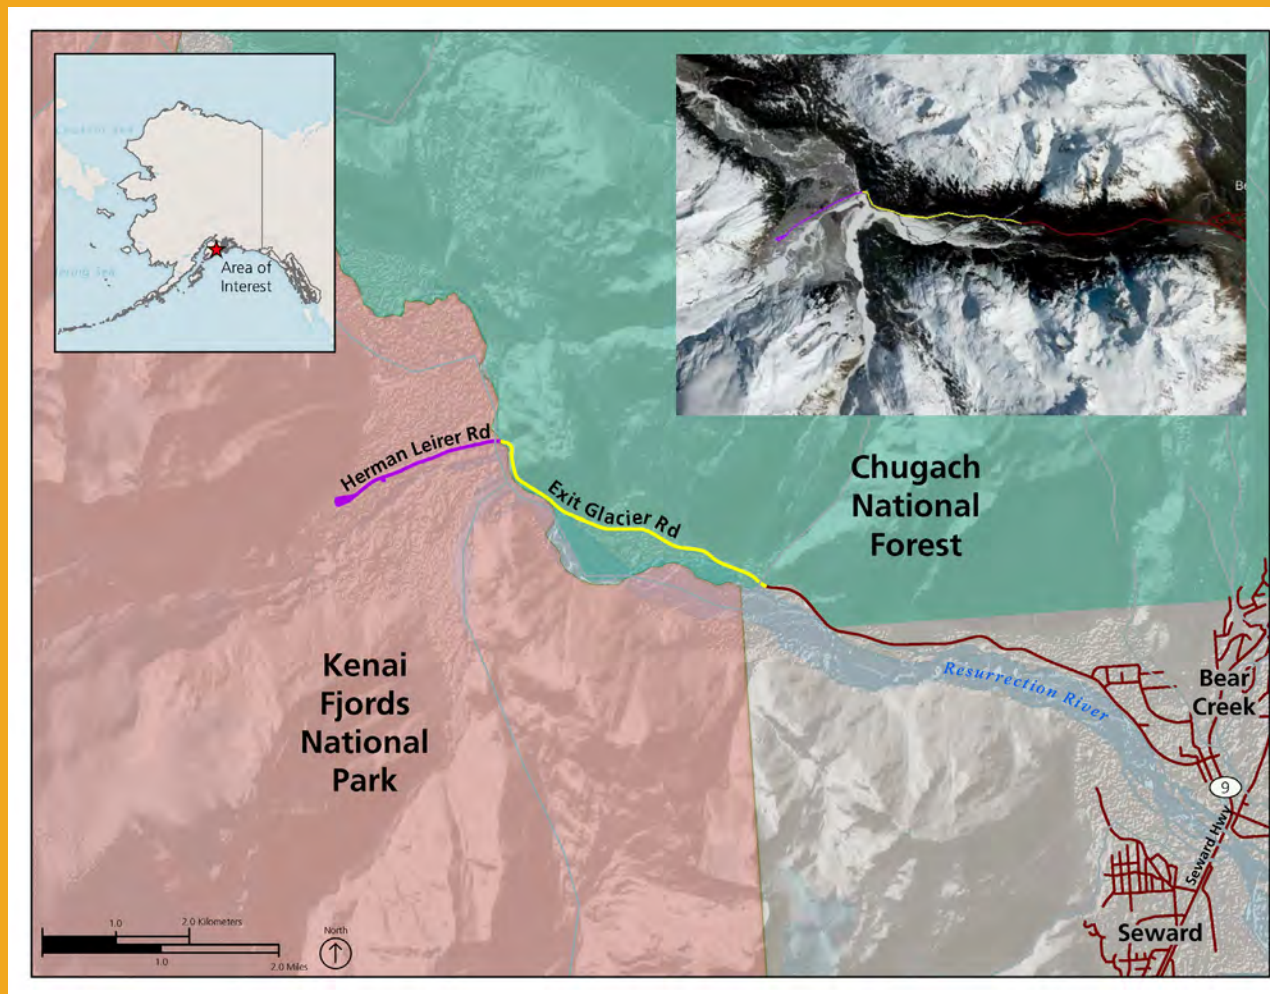 Area of
Interest
Herman Leirer Rd
Exit Glacier Rd
Chugach
National
Forest
Kenai
Fjords
National
Park
Resurrection River
Bear
Creek
9
Seward Hwy
Seward
1.0
2.0 Kilometers
1.0
2.0 Miles
North